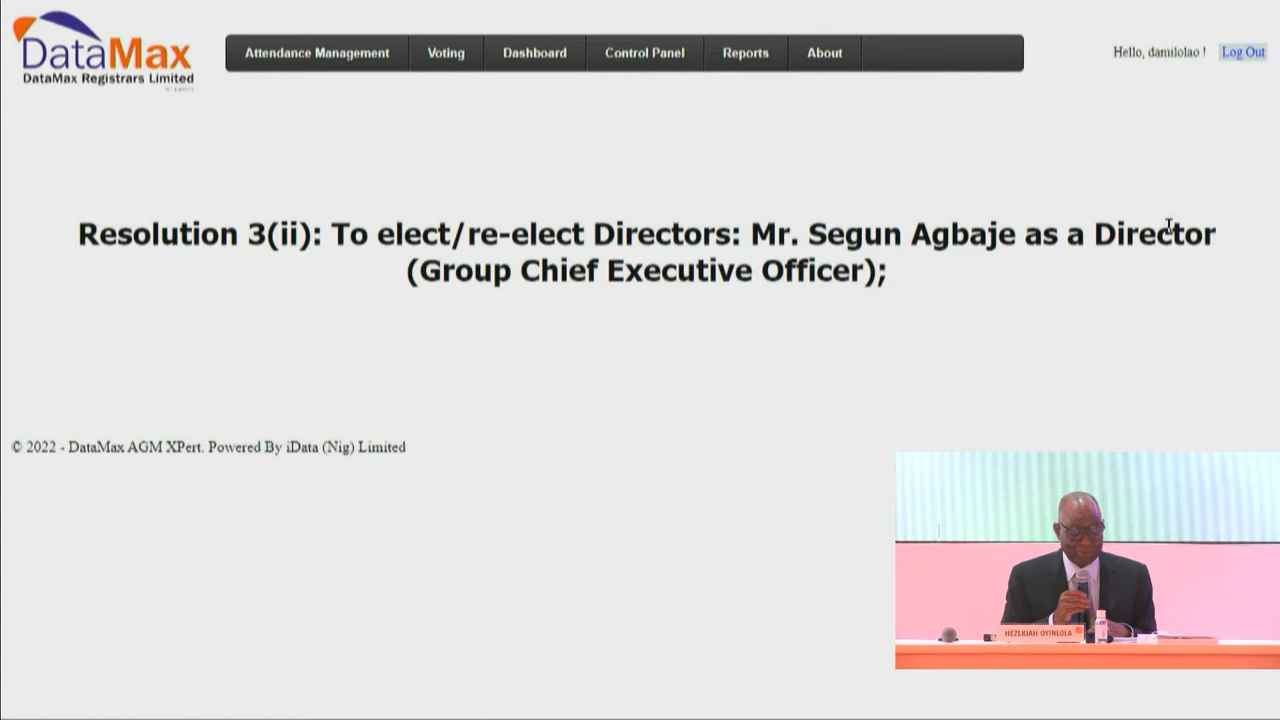 DataMax
DataMax Registrars Limited
Attendance Management Voting Dashboard Control Panel Reports About
Hello, damilolao ! Log Out
Resolution 3(ii): To elect/re-elect Directors: Mr. Segun Agbaje as a Director
(Group Chief Executive Officer);
© 2022 - DataMax AGM XPert. Powered By iData (Nig) Limited
HEZEKIAH OYINLOLA